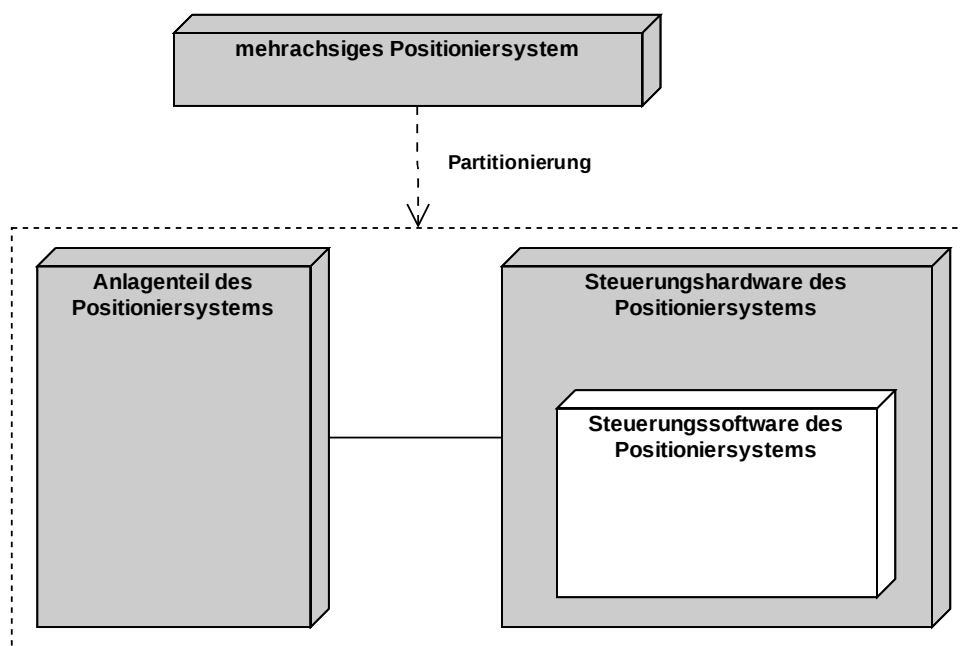 mehrachsiges Positioniersystem
Partitionierung
Anlagenteil des
Positioniersystems
Steuerungshardware des
Positioniersystems
Steuerungssoftware des
Positioniersystems